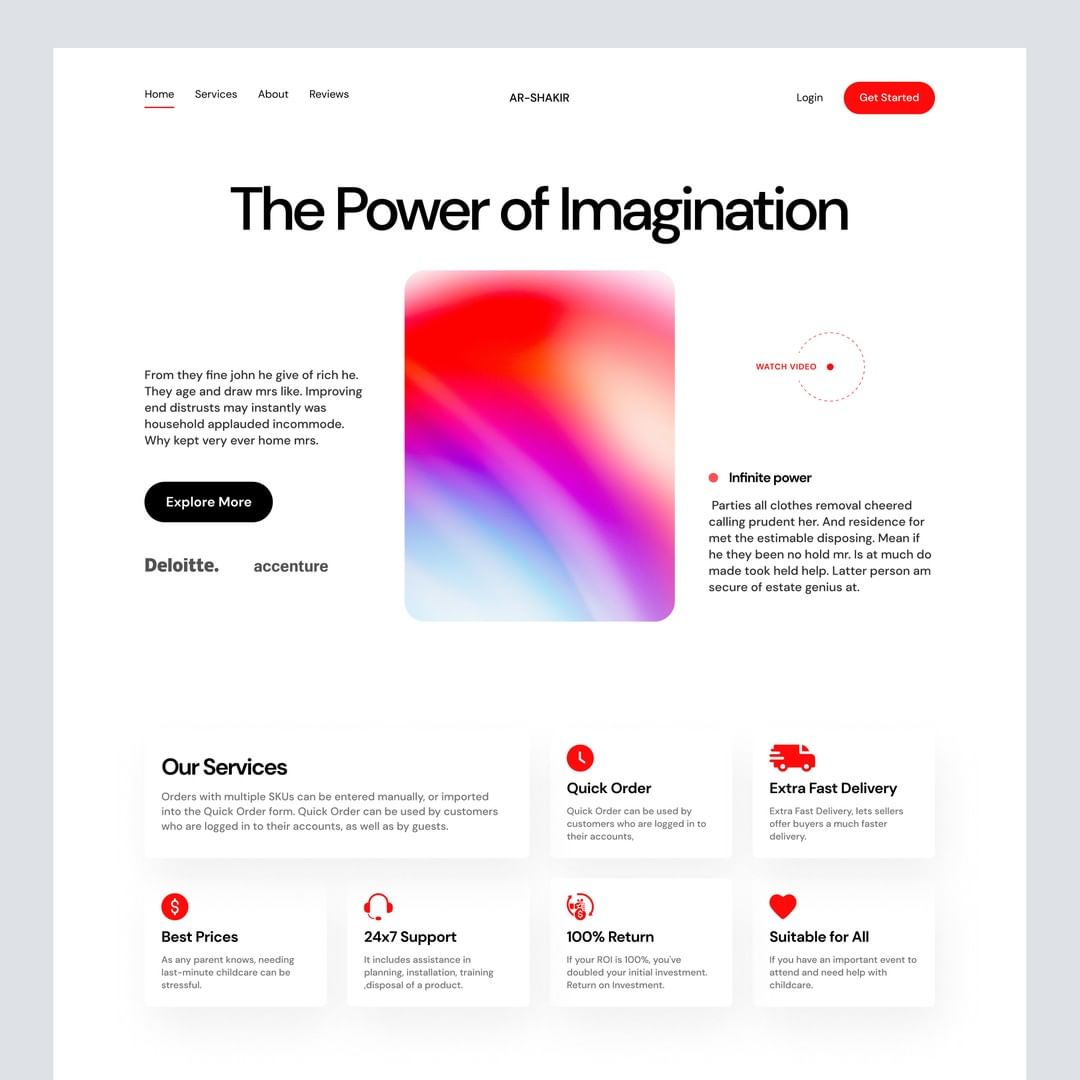 Home Services About Reviews
AR-SHAKIR
Login Get Started
The Power of Imagination
From they fine john he give of rich he.
They age and draw mrs like. Improving
end distrusts may instantly was
household applauded incommode.
Why kept very ever home mrs.
Explore More
Deloitte. accenture
WATCH VIDEO
Infinite power
Parties all clothes removal cheered
calling prudent her. And residence for
met the estimable disposing. Mean if
he they been no hold mr. Is at much do
made took held help. Latter person am
secure of estate genius at.
Our Services
Orders with multiple SKUs can be entered manually, or imported
into the Quick Order form. Quick Order can be used by customers
who are logged in to their accounts, as well as by guests.
Quick Order
Quick Order can be used by
customers who are logged in to
their accounts,
Extra Fast Delivery
Extra Fast Delivery, lets sellers
offer buyers a much faster
delivery.
$
Best Prices
As any parent knows, needing
last-minute childcare can be
stressful.
24x7 Support
It includes assistance in
planning, installation, training
,disposal of a product.
$
100% Return
If your ROI is 100%, you've
doubled your initial investment.
Return on Investment.
Suitable for All
If you have an important event to
attend and need help with
childcare.